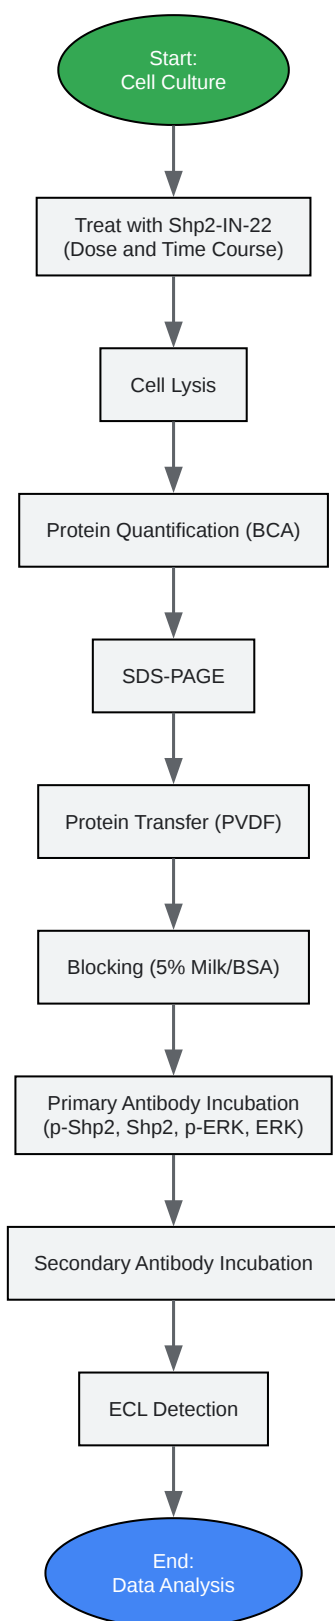 Start:
Cell Culture
Treat with Shp2-IN-22
(Dose and Time Course)
Cell Lysis
Protein Quantification (BCA)
SDS-PAGE
Protein Transfer (PVDF)
Blocking (5% Milk/BSA)
Primary Antibody Incubation
(p-Shp2, Shp2, p-ERK, ERK)
Secondary Antibody Incubation
ECL Detection
End:
Data Analysis